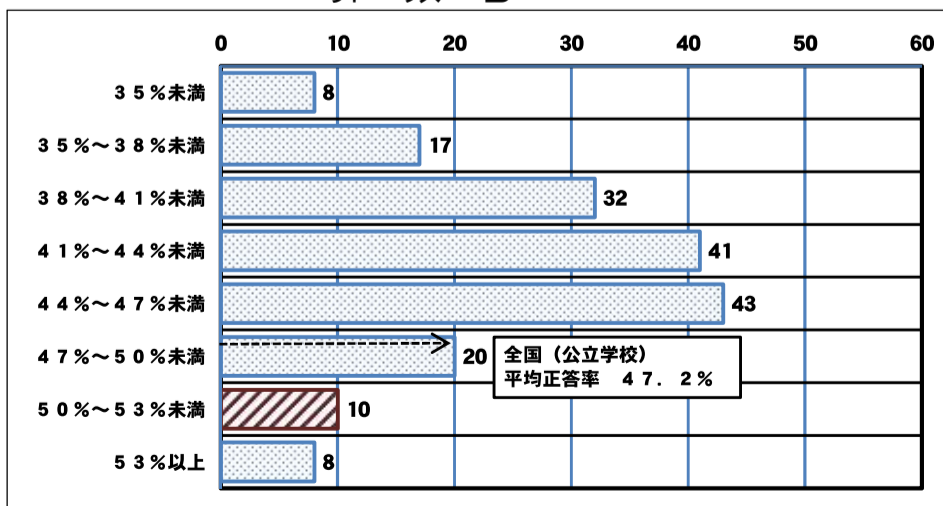 0 10 20 30 40 50 60
35%未満 8
35%～38%未満 17
38%～41%未満 32
41%～44%未満 41
44%～47%未満 43
47%～50%未満 20
全国（公立学校）
平均正答率 47.2%
50%～53%未満 10
53%以上 8